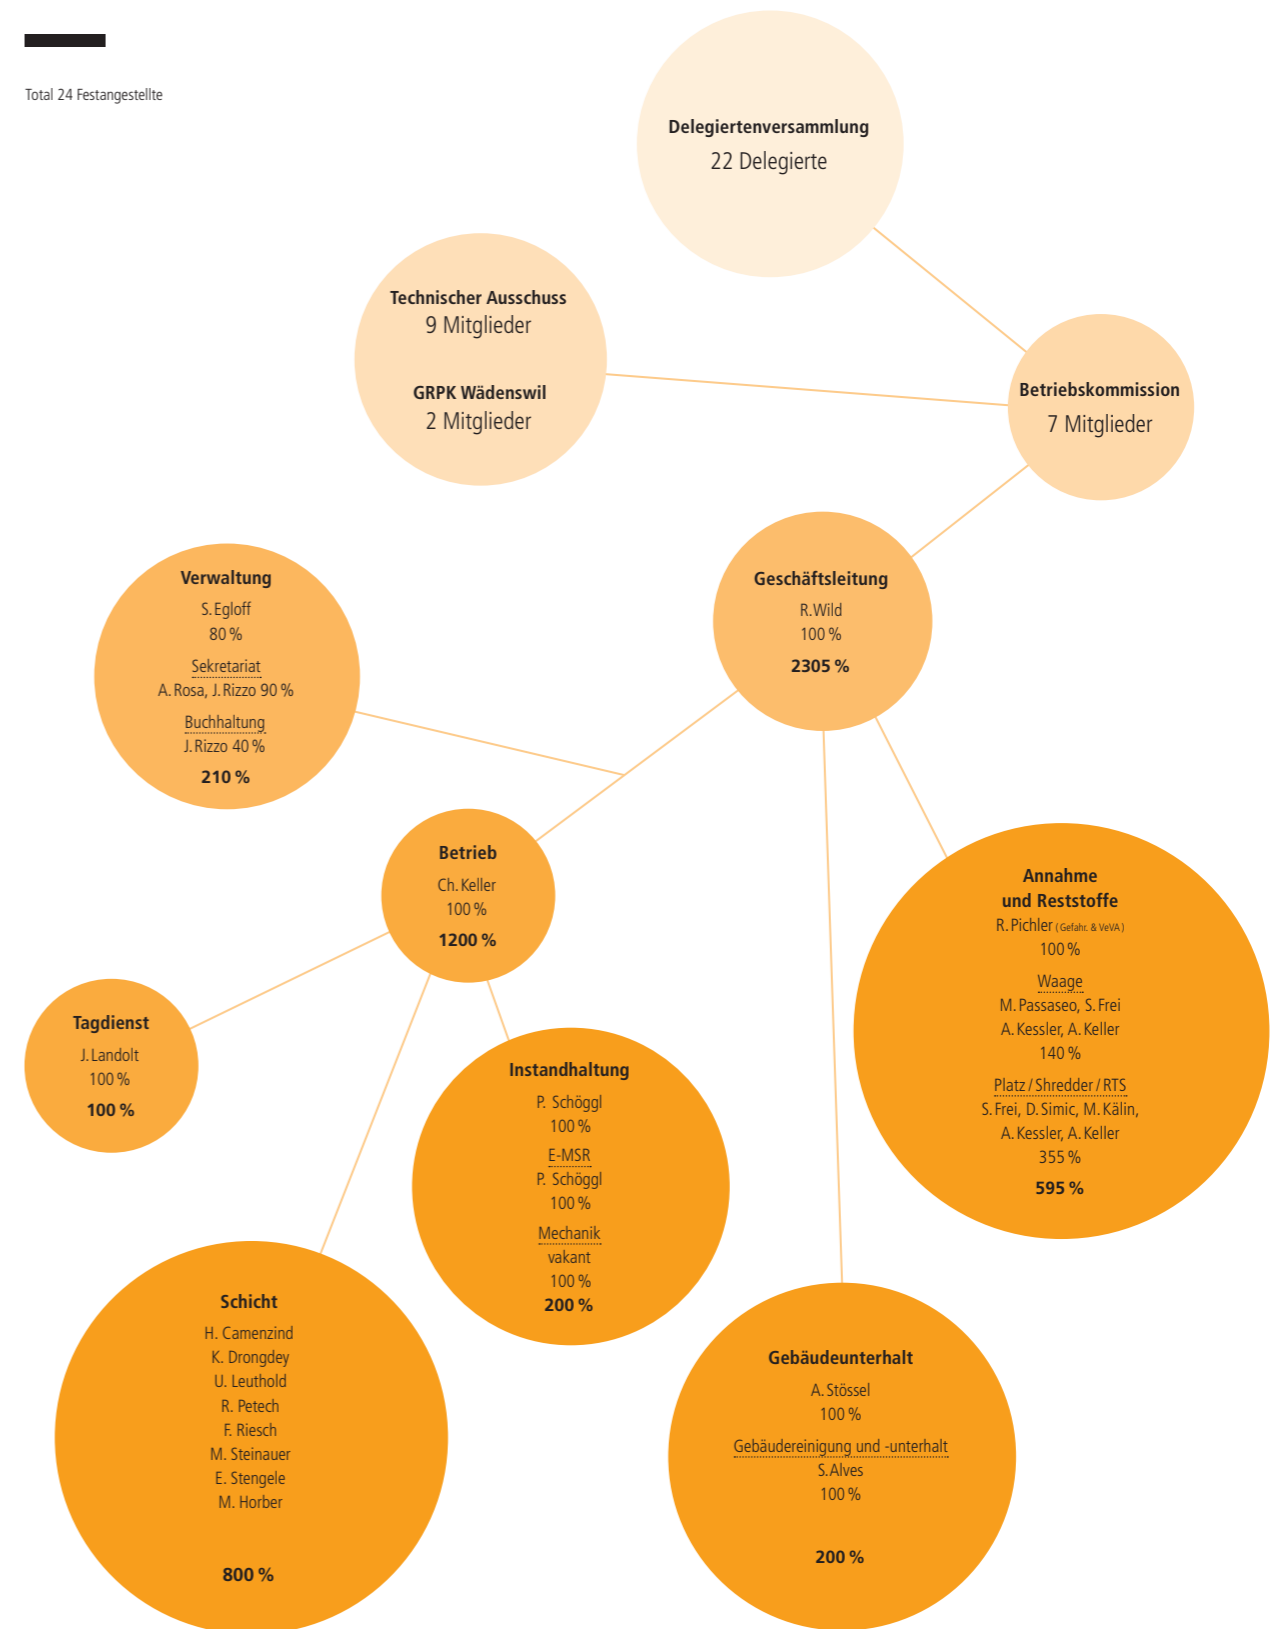 Total 24 Festangestellte
Delegiertenversammlung
22 Delegierte
Technischer Ausschuss
9 Mitglieder
GRPK Wädenswil
2 Mitglieder
Betriebskommission
7 Mitglieder
Geschäftsleitung
R. Wild
100 %
2305 %
Verwaltung
S. Egloff
80 %
Sekretariat
A. Rosa, J. Rizzo 90 %
Buchhaltung
J. Rizzo 40 %
210 %
Betrieb
Ch. Keller
100 %
1200 %
Annahme
und Reststoffe
R. Pichler (Gefahr. & VeVA)
100 %
Waage
M. Passaseo, S. Frei
A. Kessler, A. Keller
140 %
Platz / Shredder / RTS
S. Frei, D. Simic, M. Kälin,
A. Kessler, A. Keller
355 %
595 %
Tagdienst
J. Landolt
100 %
100 %
Instandhaltung
P. Schöggl
100 %
E-MSR
P. Schöggl
100 %
Mechanik
vakant
100 %
200 %
Schicht
H. Camenzind
K. Drongdey
U. Leuthold
R. Petech
F. Riesch
M. Steinauer
E. Stengele
M. Horber
800 %
Gebäudeunterhalt
A. Stössel
100 %
Gebäudereinigung und -unterhalt
S. Alves
100 %
200 %